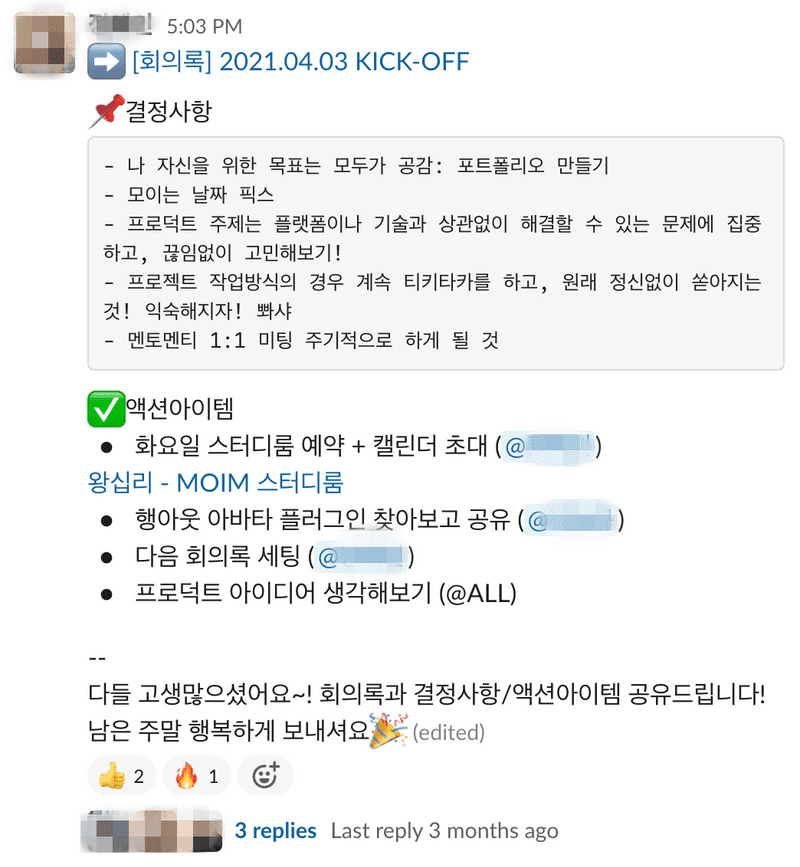 5:03 PM
[회의록] 2021.04.03 KICK-OFF
결정사항
- 나 자신을 위한 목표는 모두가 공감: 포트폴리오 만들기
- 모이는 날짜 픽스
- 프로덕트 주제는 플랫폼이나 기술과 상관없이 해결할 수 있는 문제에 집중
하고, 끊임없이 고민해보기!
- 프로젝트 작업방식의 경우 계속 티키타카를 하고, 원래 정신없이 쏟아지는
것! 익숙해지자! 뽜샤
- 멘토멘티 1:1 미팅 주기적으로 하게 될 것
액션아이템
• 화요일 스터디룸 예약 + 캘린더 초대 (@)
왕십리 - MOIM 스터디룸
• 행아웃 아바타 플러그인 찾아보고 공유 (@)
• 다음 회의록 세팅 (@)
• 프로덕트 아이디어 생각해보기 (@ALL)
--
다들 고생많으셨어요~! 회의록과 결정사항/액션아이템 공유드립니다!
남은 주말 행복하게 보내셔요 (edited)
2 1
3 replies Last reply 3 months ago